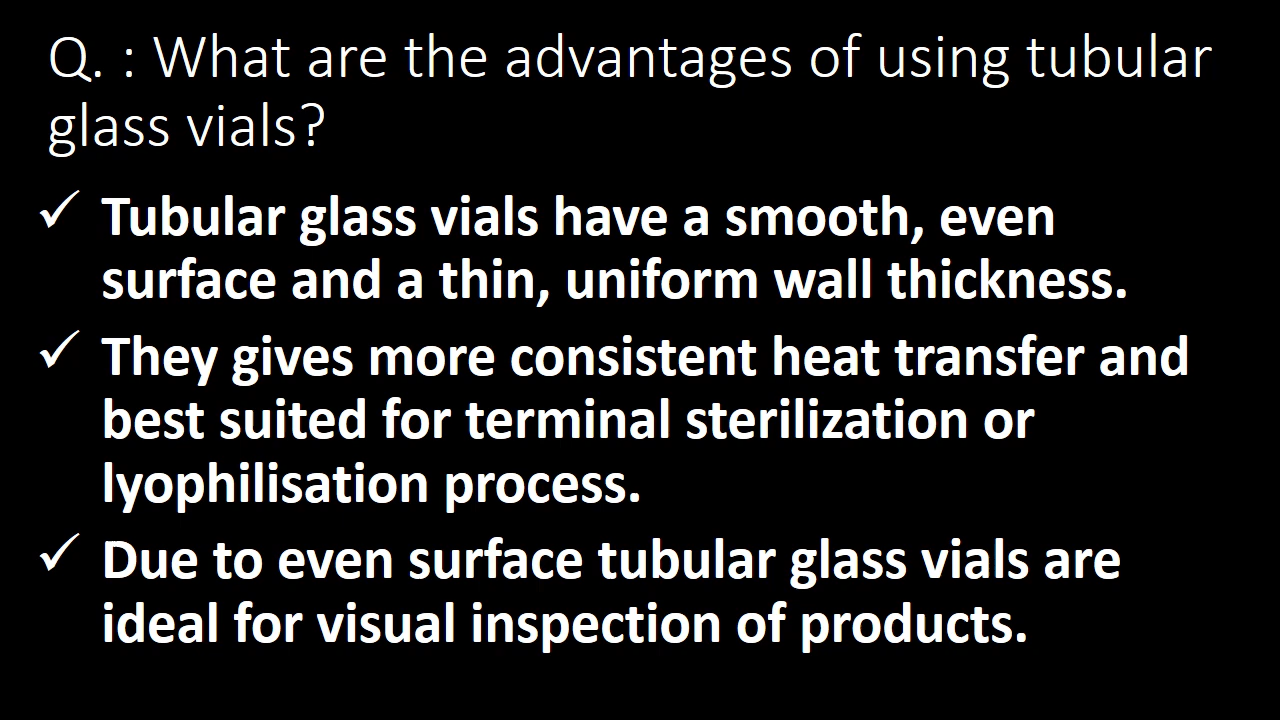 Q. : What are the advantages of using tubular
glass vials?
✓ Tubular glass vials have a smooth, even
surface and a thin, uniform wall thickness.
✓ They gives more consistent heat transfer and
best suited for terminal sterilization or
lyophilisation process.
✓ Due to even surface tubular glass vials are
ideal for visual inspection of products.